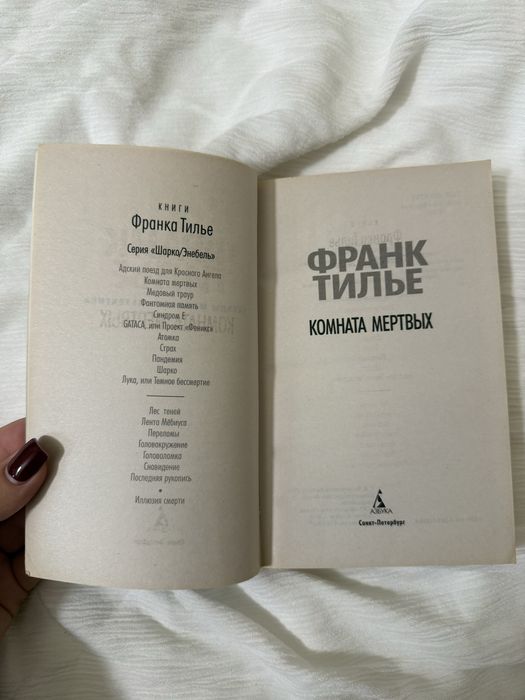 КНИГИ
Франка Тилье
Серия «Шарко/Энебель»
Адский поезд для Красного Ангела
Комната мертвых
Медовый траур
Фантомная память
Синдром Е
GATACA, или Проект «Феникс»
Атомка
Страх
Пандемия
Шарко
Лука, или Темное бессмертие
Лес теней
Лента Мёбиуса
Переломы
Головокружение
Головоломка
Сновидение
Последняя рукопись
•
Иллюзия смерти
ФРАНК
ТИЛЬЕ
КОМНАТА МЕРТВЫХ
АЗБУКА
Санкт-Петербург